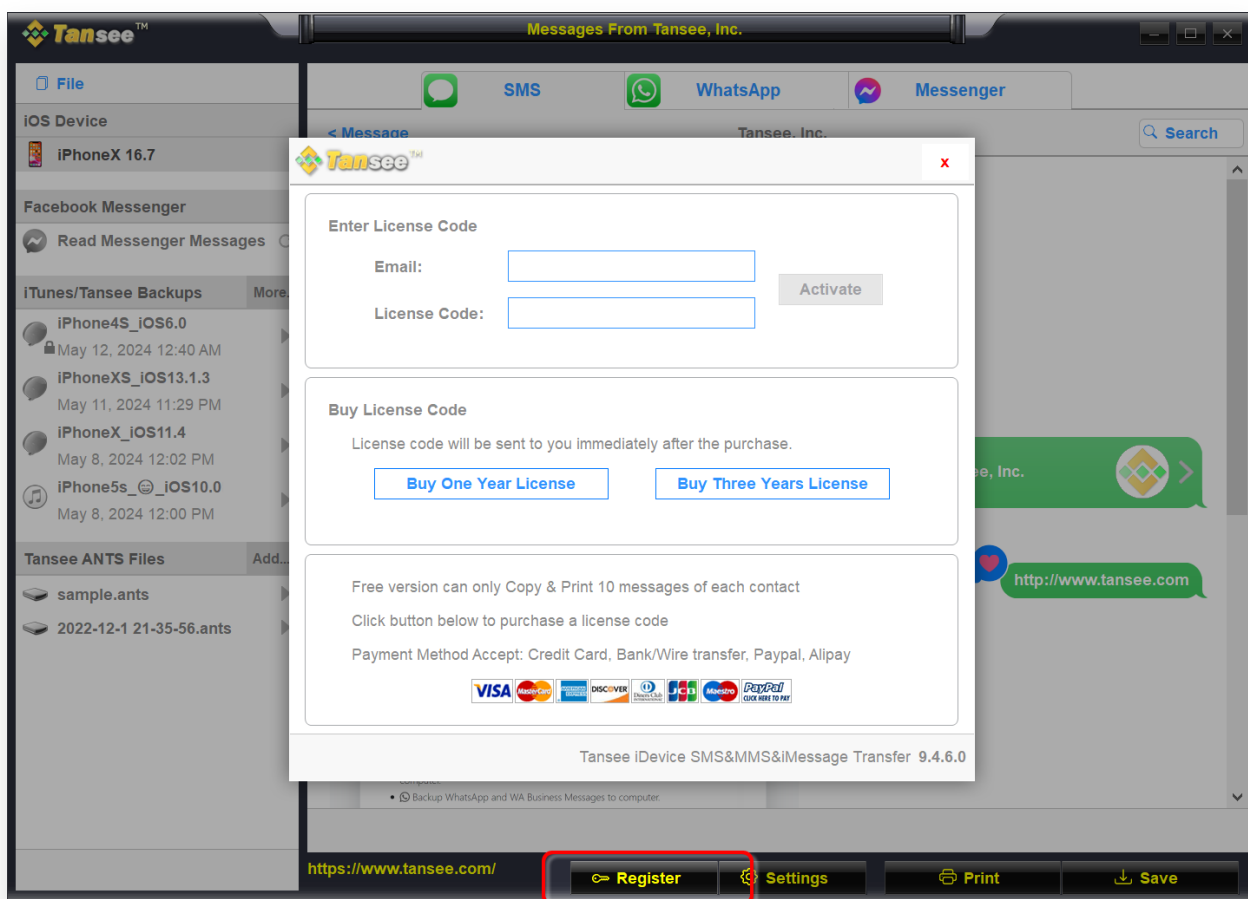 Tansee™
Messages From Tansee, Inc.
File
SMS
WhatsApp
Messenger
iOS Device
< Message
Tansee, Inc.
Search
iPhoneX 16.7
Tansee™
x
Facebook Messenger
Read Messenger Messages
Enter License Code
Email:
Activate
License Code:
iTunes/Tansee Backups More.
iPhone4S_iOS6.0
May 12, 2024 12:40 AM
iPhoneXS_iOS13.1.3
May 11, 2024 11:29 PM
iPhoneX_iOS11.4
May 8, 2024 12:02 PM
iPhone5s_😄_iOS10.0
May 8, 2024 12:00 PM
Buy License Code
License code will be sent to you immediately after the purchase.
Buy One Year License
Buy Three Years License
ee, Inc.
Tansee ANTS Files Add...
sample.ants
2022-12-1 21-35-56.ants
Free version can only Copy & Print 10 messages of each contact
Click button below to purchase a license code
Payment Method Accept: Credit Card, Bank/Wire transfer, Paypal, Alipay
VISA MasterCard DISCOVER JCB Maestro PayPal
CLICK HERE TO PAY
http://www.tansee.com
Tansee iDevice SMS&MMS&iMessage Transfer 9.4.6.0
• Backup WhatsApp and WA Business Messages to computer.
https://www.tansee.com/
Register
Settings
Print
Save